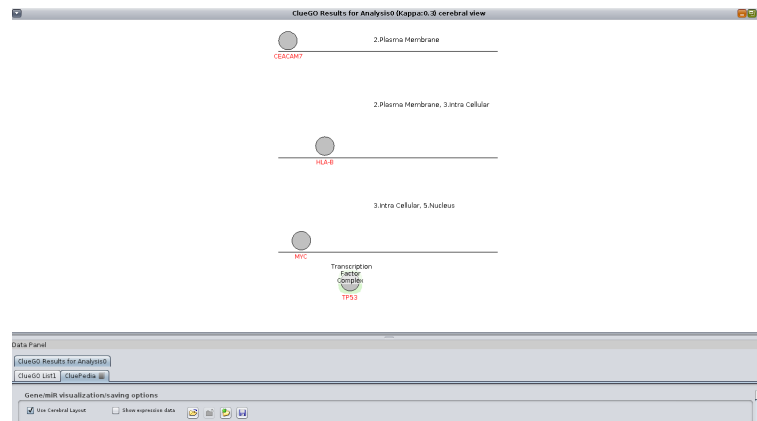 ClueGO Results for Analysis0 (Kappa:0.3) cerebral view
2.Plasma Membrane
CEACAM7
2.Plasma Membrane, 3.Intra Cellular
HLA-B
3.Intra Cellular, 5.Nucleus
MYC
Transcription
Factor
Complex
TP53
Data Panel
ClueGO Results for Analysis0
ClueGO List1 CluePedia
Gene/miR visualization/saving options
Use Cerebral Layout Show expression data